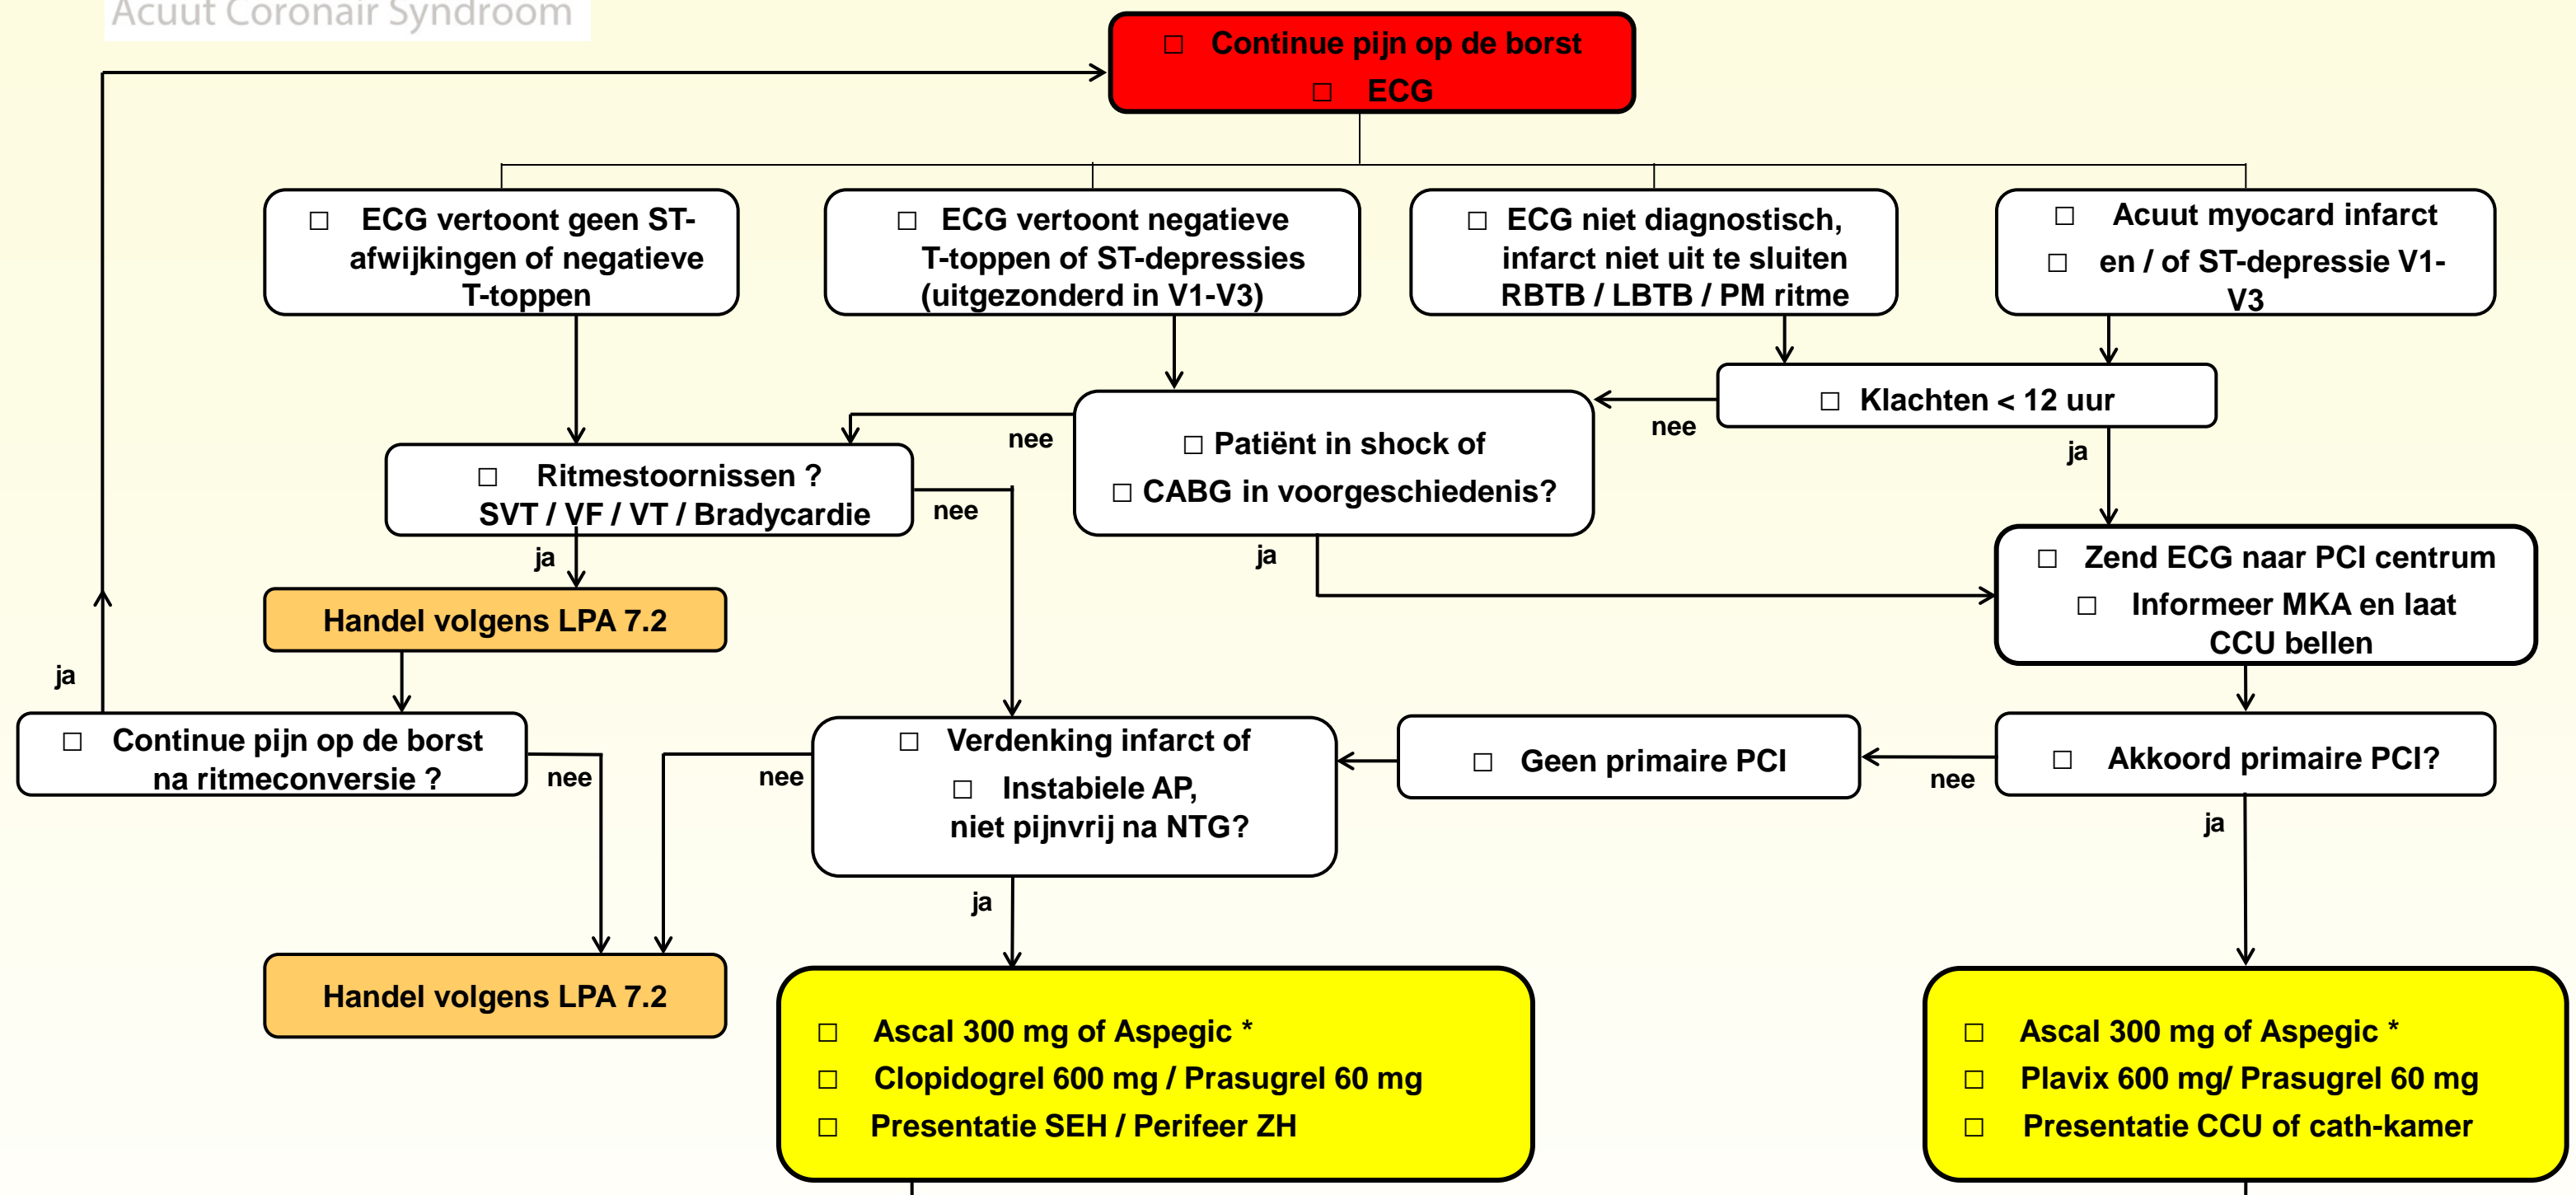 Acuut Coronair Syndroom
□ Continue pijn op de borst
□ ECG
□ ECG vertoont geen ST-
afwijkingen of negatieve
T-toppen
□ ECG vertoont negatieve
T-toppen of ST-depressies
(uitgezonderd in V1-V3)
□ ECG niet diagnostisch,
infarct niet uit te sluiten
RBTB / LBTB / PM ritme
□ Acuut myocard infarct
□ en / of ST-depressie V1-
V3
□ Klachten < 12 uur
nee
ja
□ Patiënt in shock of
□ CABG in voorgeschiedenis?
nee
ja
□ Ritmestoornissen ?
SVT / VF / VT / Bradycardie
nee
ja
□ Zend ECG naar PCI centrum
□ Informeer MKA en laat
CCU bellen
Handel volgens LPA 7.2
ja
□ Continue pijn op de borst
na ritmeconversie ?
nee
nee
□ Verdenking infarct of
□ Instabiele AP,
niet pijnvrij na NTG?
□ Geen primaire PCI
nee
□ Akkoord primaire PCI?
ja
ja
Handel volgens LPA 7.2
□ Ascal 300 mg of Aspegic *
□ Clopidogrel 600 mg / Prasugrel 60 mg
□ Presentatie SEH / Perifeer ZH
□ Ascal 300 mg of Aspegic *
□ Plavix 600 mg/ Prasugrel 60 mg
□ Presentatie CCU of cath-kamer